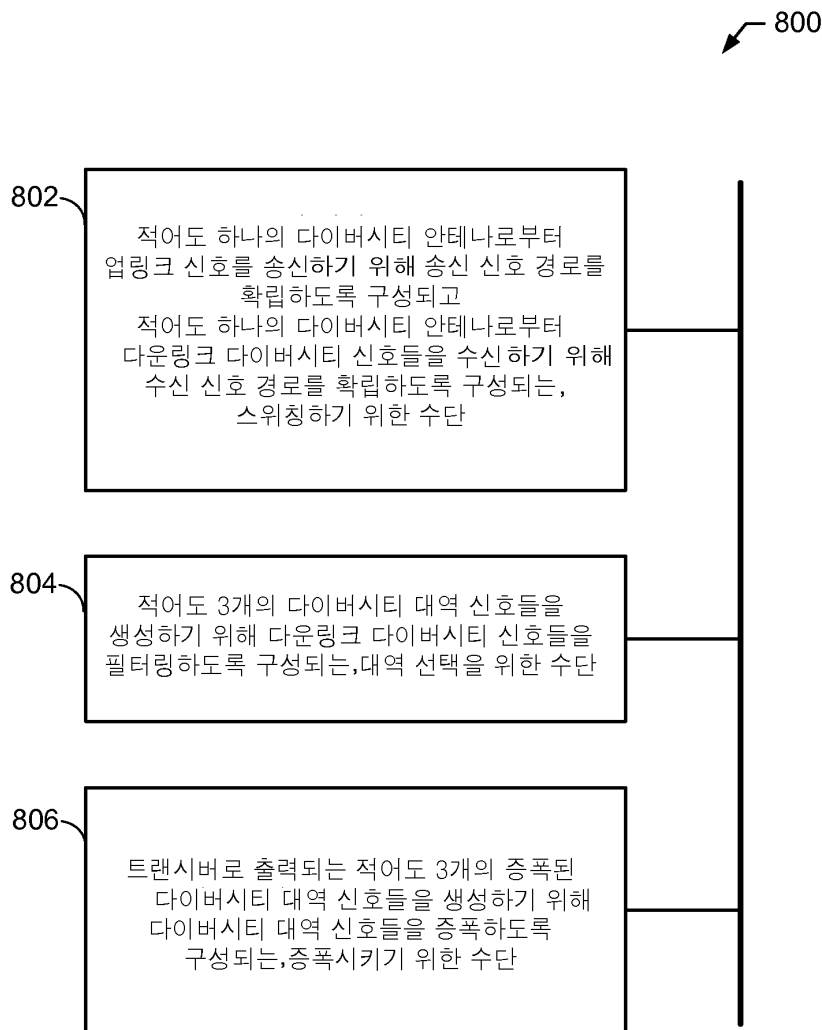 800
802
적어도 하나의 다이버시티 안테나로부터
업링크 신호를 송신하기 위해 송신 신호 경로를
확립하도록 구성되고
적어도 하나의 다이버시티 안테나로부터
다운링크 다이버시티 신호들을 수신하기 위해
수신 신호 경로를 확립하도록 구성되는,
스위칭하기 위한 수단
804
적어도 3개의 다이버시티 대역 신호들을
생성하기 위해 다운링크 다이버시티 신호들을
필터링하도록 구성되는,대역 선택을 위한 수단
806
트랜시버로 출력되는 적어도 3개의 증폭된
다이버시티 대역 신호들을 생성하기 위해
다이버시티 대역 신호들을 증폭하도록
구성되는,증폭시키기 위한 수단